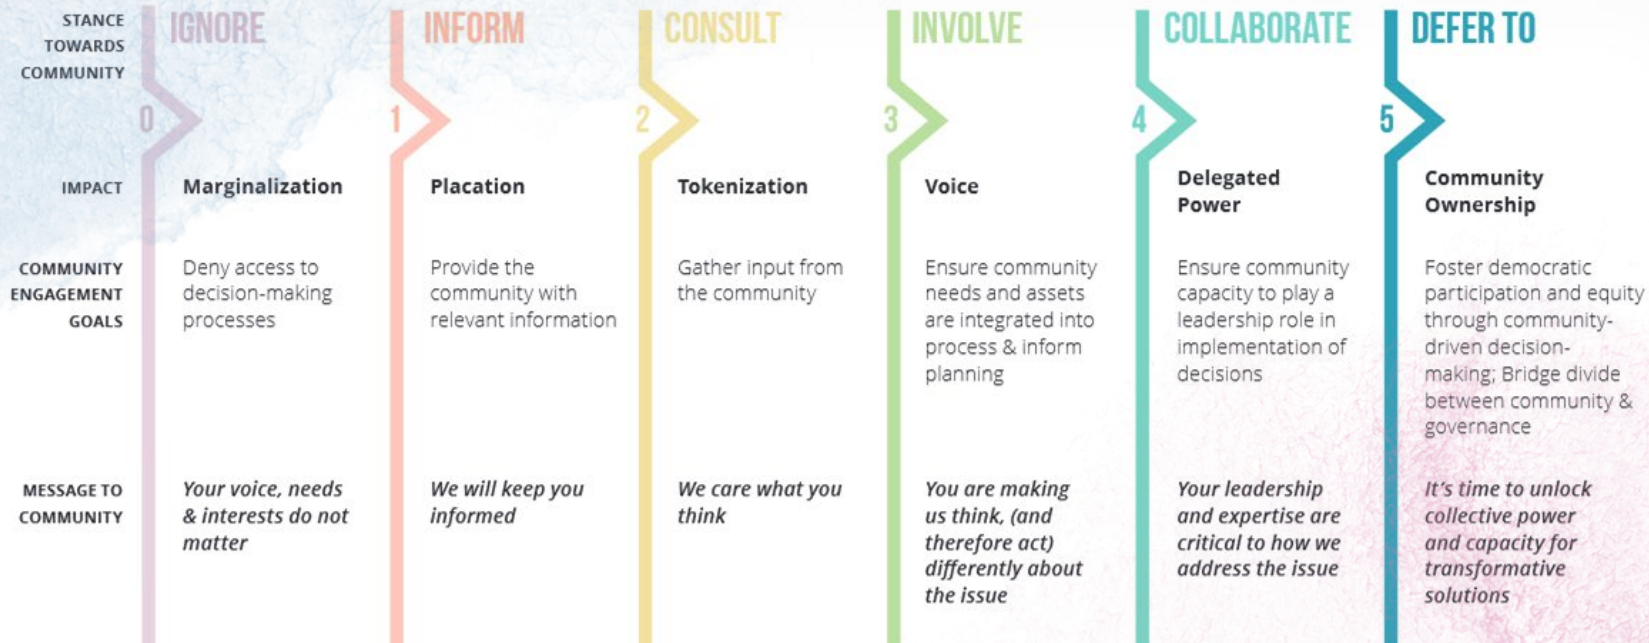 STANCE
TOWARDS
COMMUNITY
IGNORE
INFORM
CONSULT
INVOLVE
COLLABORATE
DEFER TO
0
1
2
3
4
5
IMPACT
Marginalization
Placation
Tokenization
Voice
Delegated
Power
Community
Ownership
COMMUNITY
ENGAGEMENT
GOALS
Deny access to
decision-making
processes
Provide the
community with
relevant information
Gather input from
the community
Ensure community
needs and assets
are integrated into
process & inform
planning
Ensure community
capacity to play a
leadership role in
implementation of
decisions
Foster democratic
participation and equity
through community-
driven decision-
making; Bridge divide
between community &
governance
MESSAGE TO
COMMUNITY
Your voice, needs
& interests do not
matter
We will keep you
informed
We care what you
think
You are making
us think, (and
therefore act)
differently about
the issue
Your leadership
and expertise are
critical to how we
address the issue
It's time to unlock
collective power
and capacity for
transformative
solutions